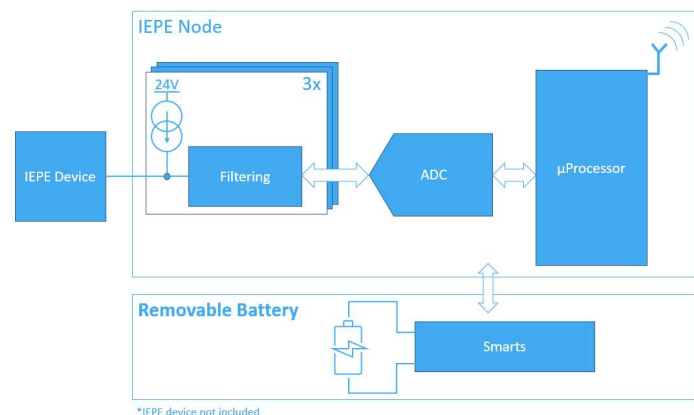 IEPE Node
24V
3x
IEPE Device
Filtering
ADC
µProcessor
Removable Battery
Smarts
*IEPE device not included